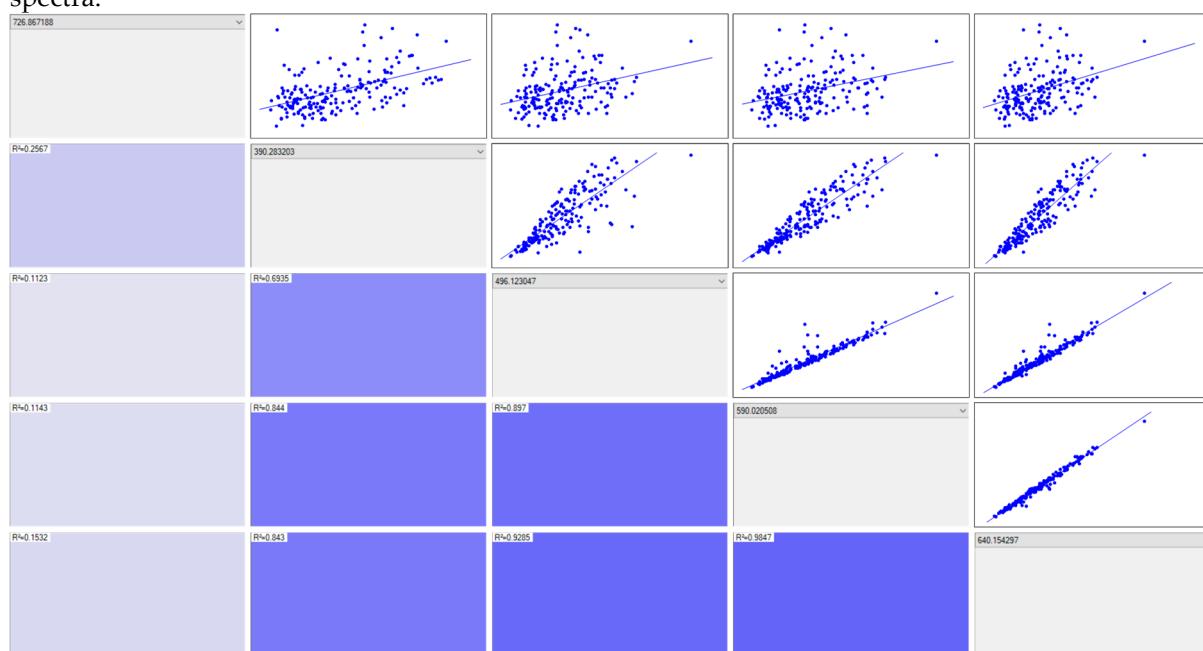 spectra.
726.867188
R²=0.2567
390.283203
R²=0.1123
R²=0.6935
496.123047
R²=0.1143
R²=0.844
R²=0.897
590.020508
R²=0.1532
R²=0.843
R²=0.9285
R²=0.9847
640.154297